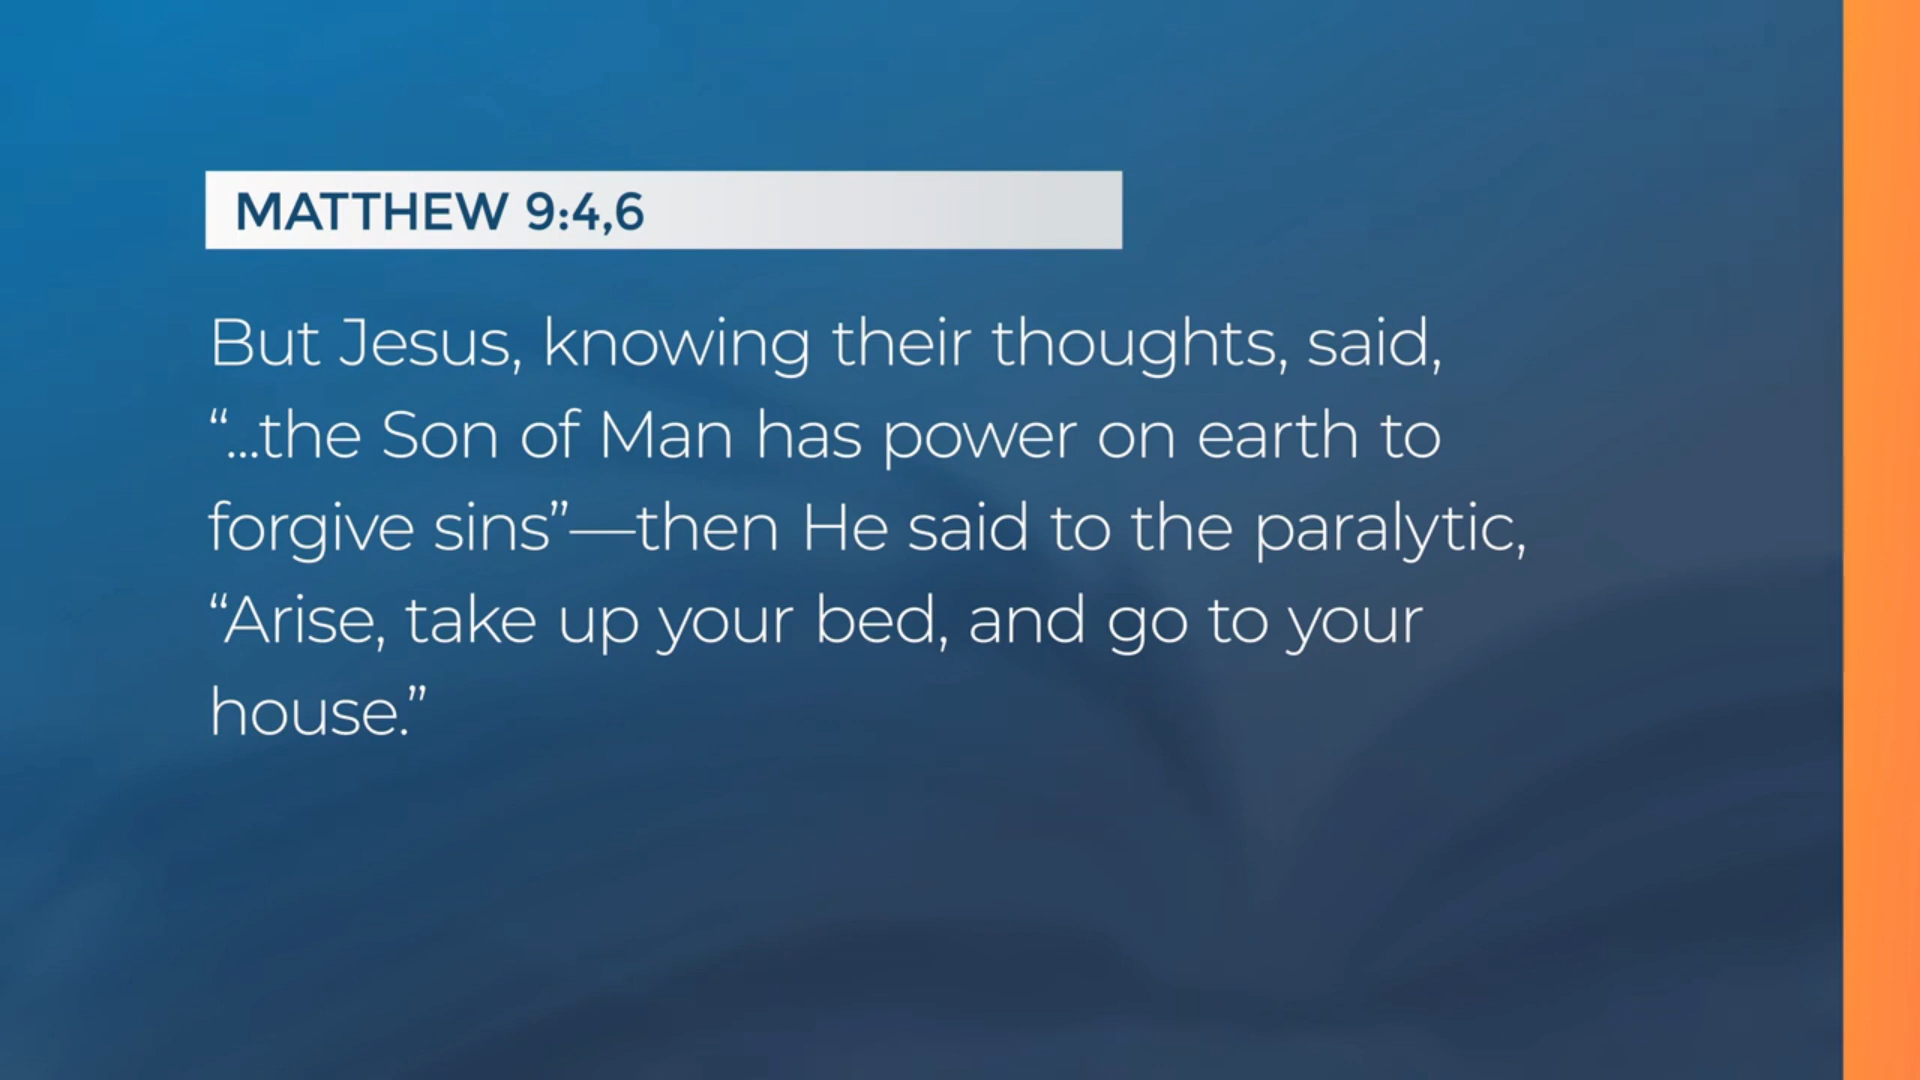 MATTHEW 9:4,6
But Jesus, knowing their thoughts, said,
“...the Son of Man has power on earth to
forgive sins”—then He said to the paralytic,
“Arise, take up your bed, and go to your
house.”